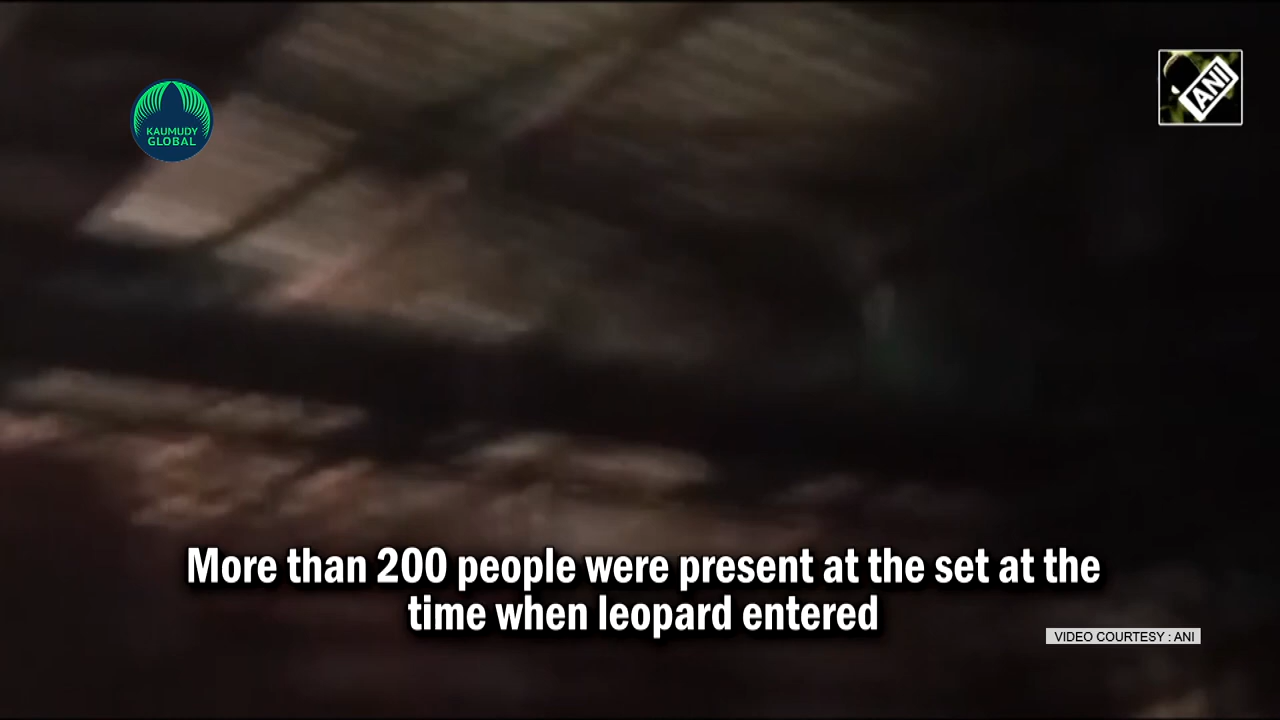 KAUMUDY
GLOBAL
ANI
More than 200 people were present at the set at the
time when leopard entered
VIDEO COURTESY : ANI